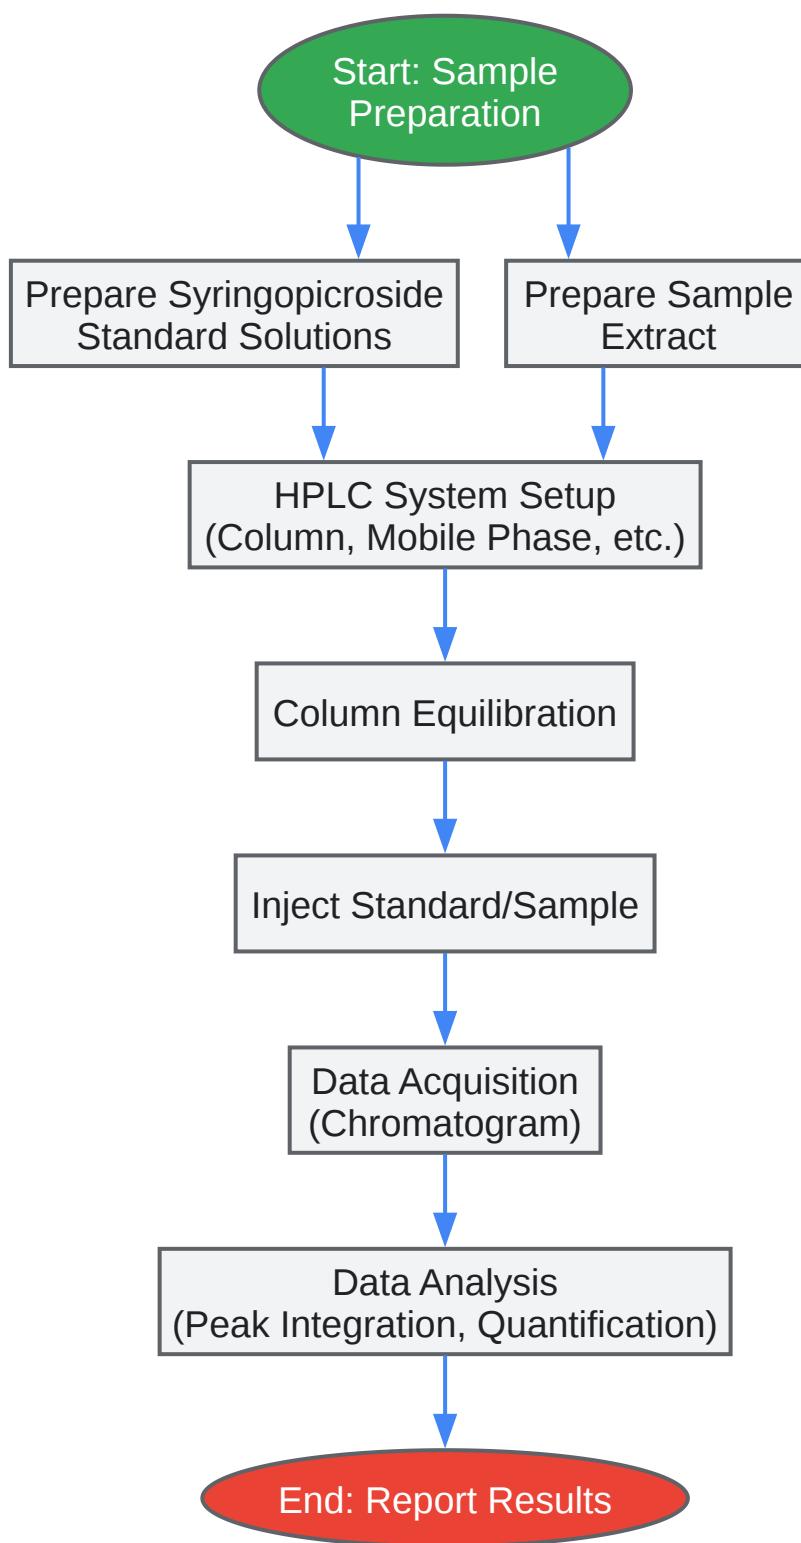 Start: Sample
Preparation
Prepare Syringopicroside
Standard Solutions
Prepare Sample
Extract
HPLC System Setup
(Column, Mobile Phase, etc.)
Column Equilibration
Inject Standard/Sample
Data Acquisition
(Chromatogram)
Data Analysis
(Peak Integration, Quantification)
End: Report Results